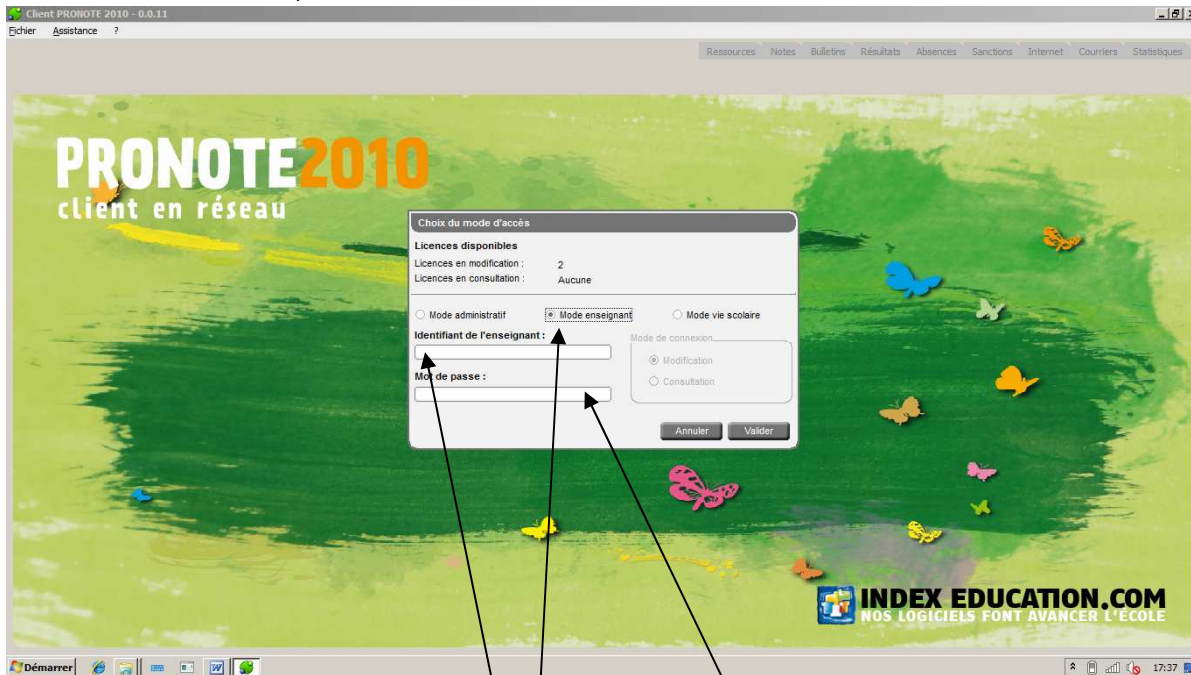 Client PRONOTE 2010 - 0.0.11
Fichier Assistance ?
Ressources Notes Bulletins Résultats Absences Sanctions Internet Courriers Statistiques
PRONOTE2010
client en réseau
Choix du mode d'accès
Licences disponibles
Licences en modification : 2
Licences en consultation : Aucune
Mode administratif Mode enseignant Mode vie scolaire
Identifiant de l'enseignant :
Mode de connexion
Modification
Mot de passe :
Consultation
Annuler Valider
INDEX EDUCATION.COM
NOS LOGICIELS FONT AVANCER L'ÉCOLE
Démarrer 17:37